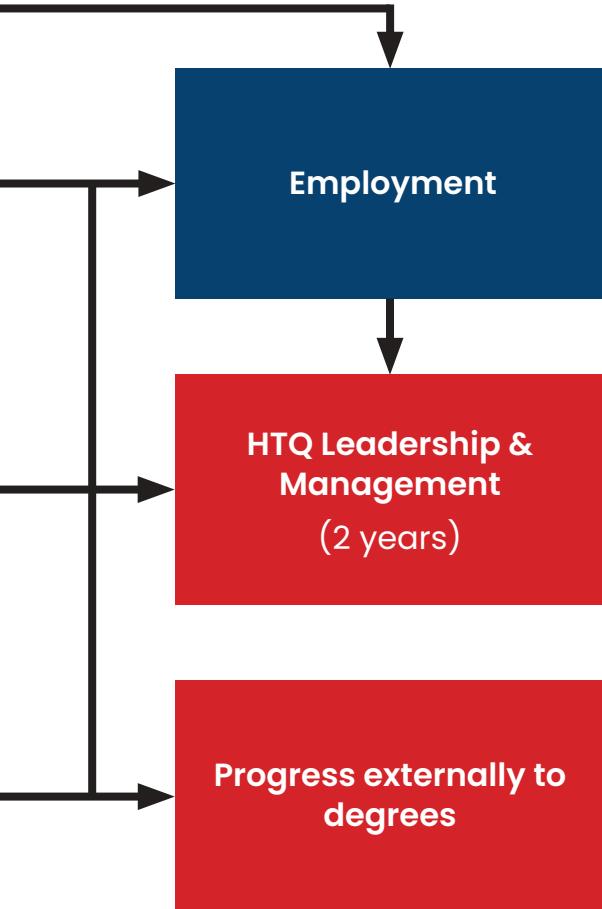 Employment
HTQ Leadership &
Management
(2 years)
Progress externally to
degrees